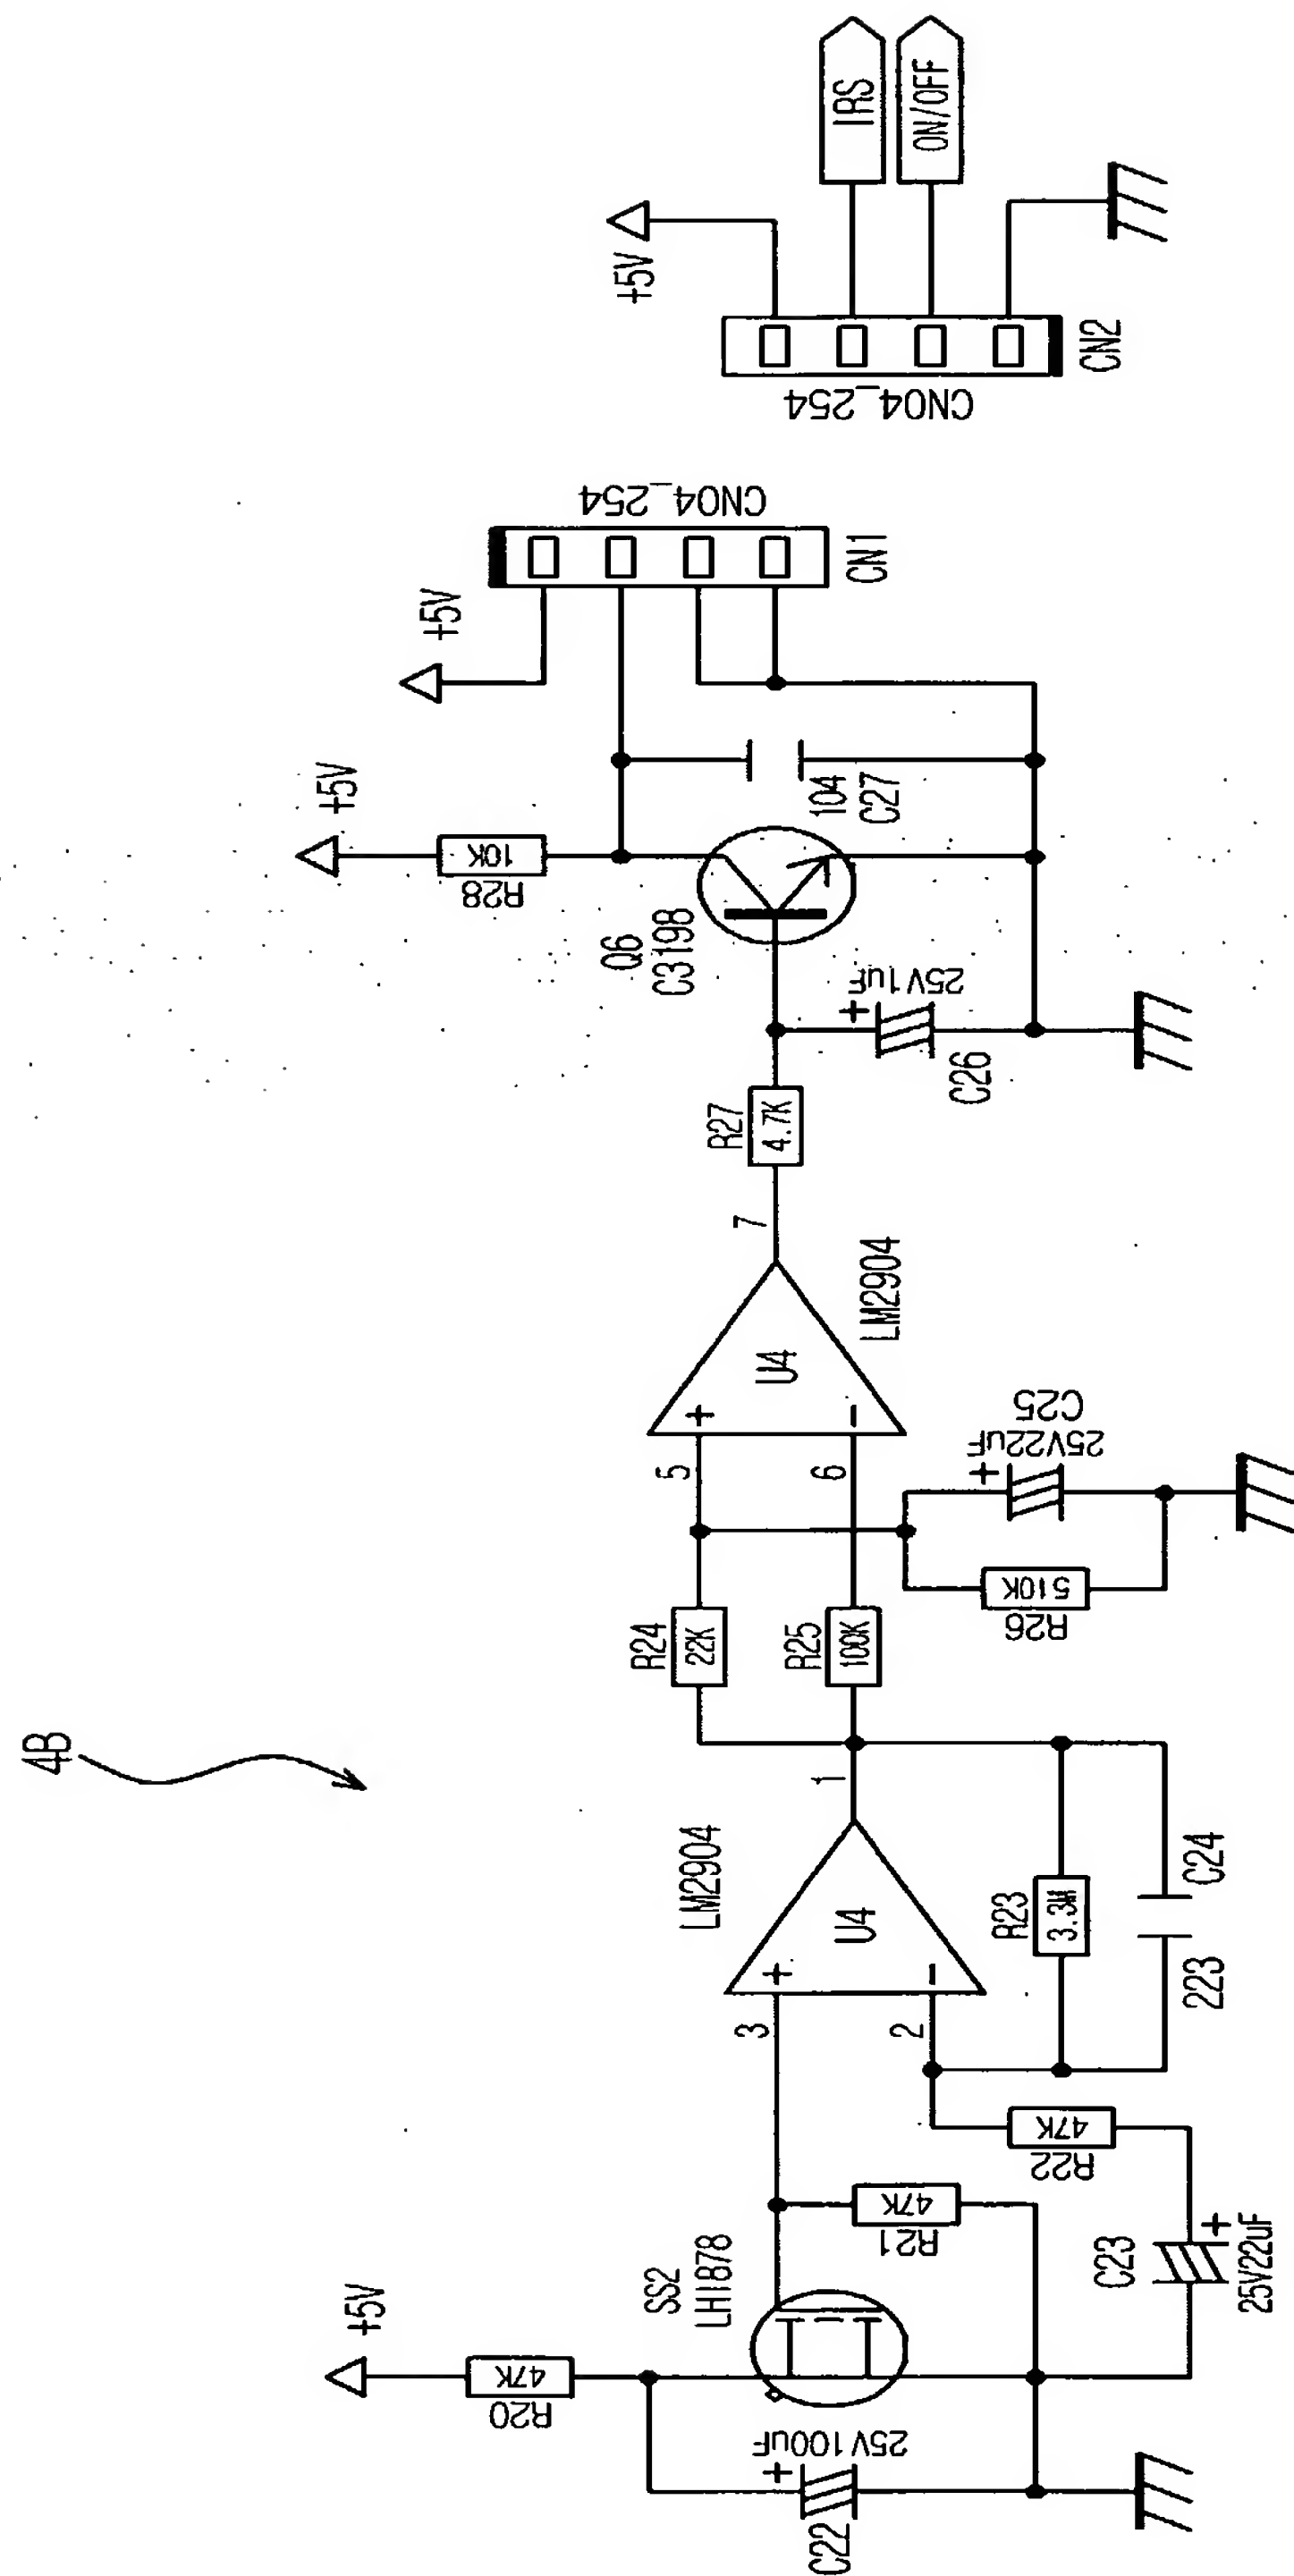 4B
+5V
R20
47K
C22
25V100uF
+
SS2
LHI878
R21
47K
C23
+
25V22uF
R22
47K
3
2
+
-
U4
LM2904
1
R23
3.3M
223
C24
R24
22K
R25
100K
R26
510K
C25
25V22uF
+
5
6
+
-
U4
LM2904
7
R27
4.7K
C26
25V1uF
+
Q6
C3198
R28
10K
+5V
104
C27
+5V
CN04_254
CN1
+5V
CN04_254
CN2
IRS
ON/OFF